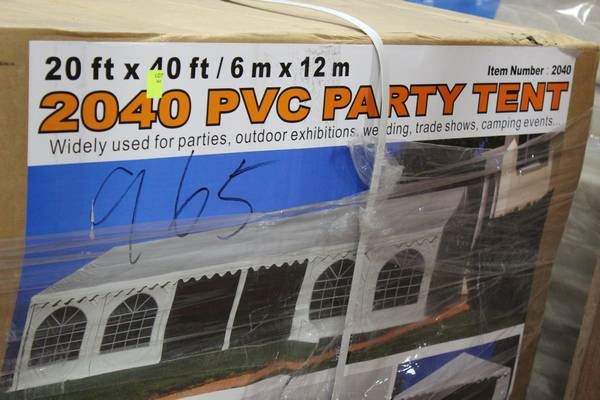 20 ft x 40 ft / 6 m x 12 m
Item Number : 2040
2040 PVC PARTY TENT
Widely used for parties, outdoor exhibitions, wedding, trade shows, camping events...
LOT
965